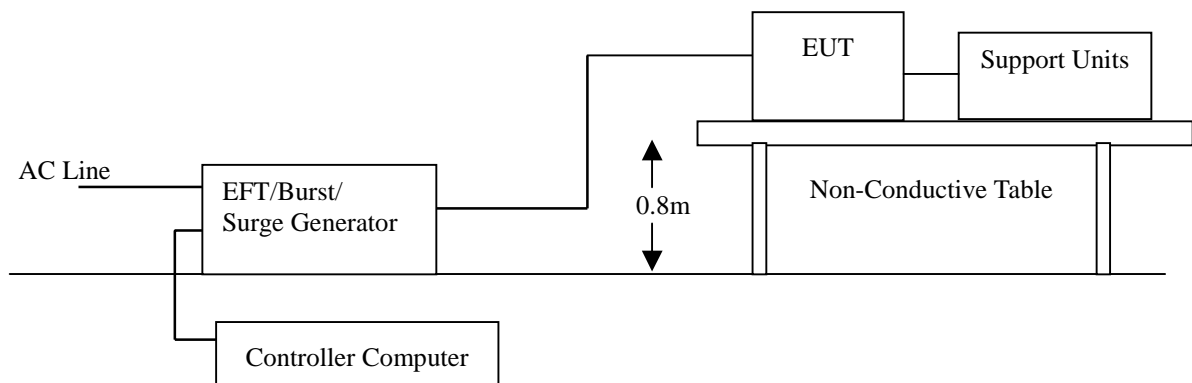 EUT
Support Units
AC Line
EFT/Burst/
Surge Generator
0.8m
Non-Conductive Table
Controller Computer